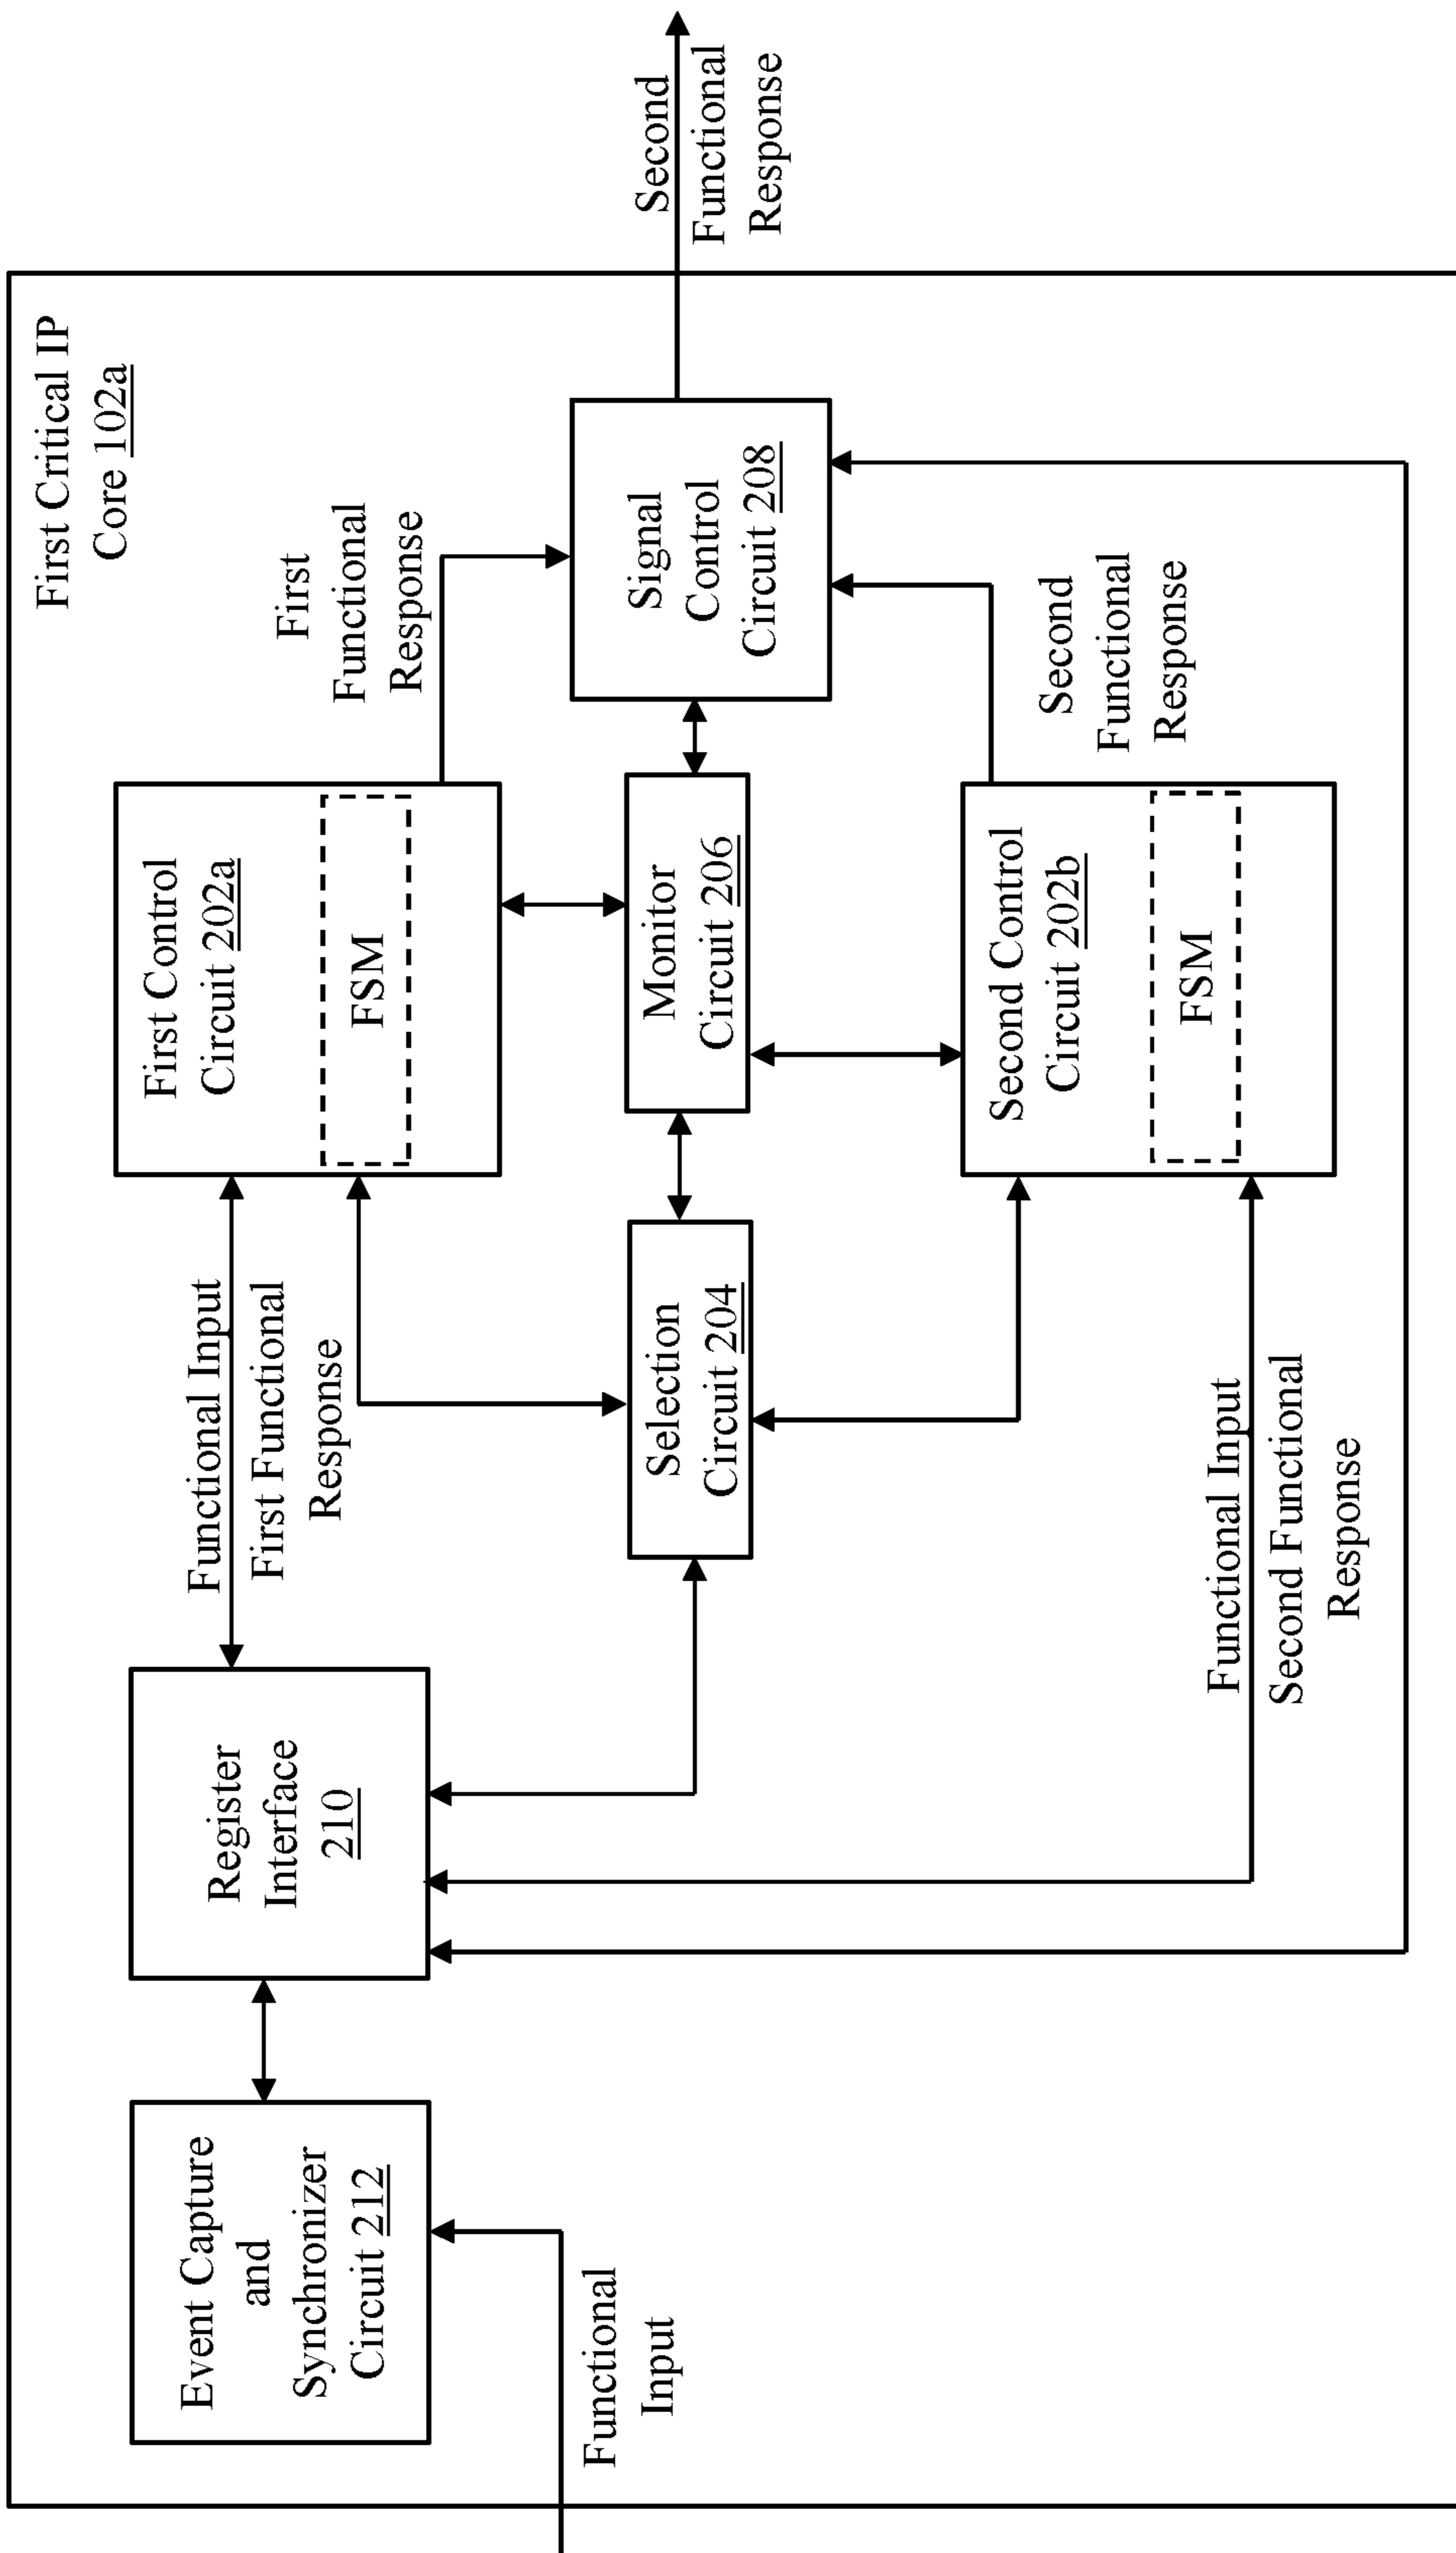 First Critical IP
Core 102a
Event Capture
and
Synchronizer
Circuit 212
Register
Interface
210
Functional Input
First Functional
Response
First Control
Circuit 202a
FSM
First
Functional
Response
Selection
Circuit 204
Monitor
Circuit 206
Signal
Control
Circuit 208
Second
Functional
Response
Functional
Input
Functional Input
Second Functional
Response
Second Control
Circuit 202b
FSM
Second
Functional
Response